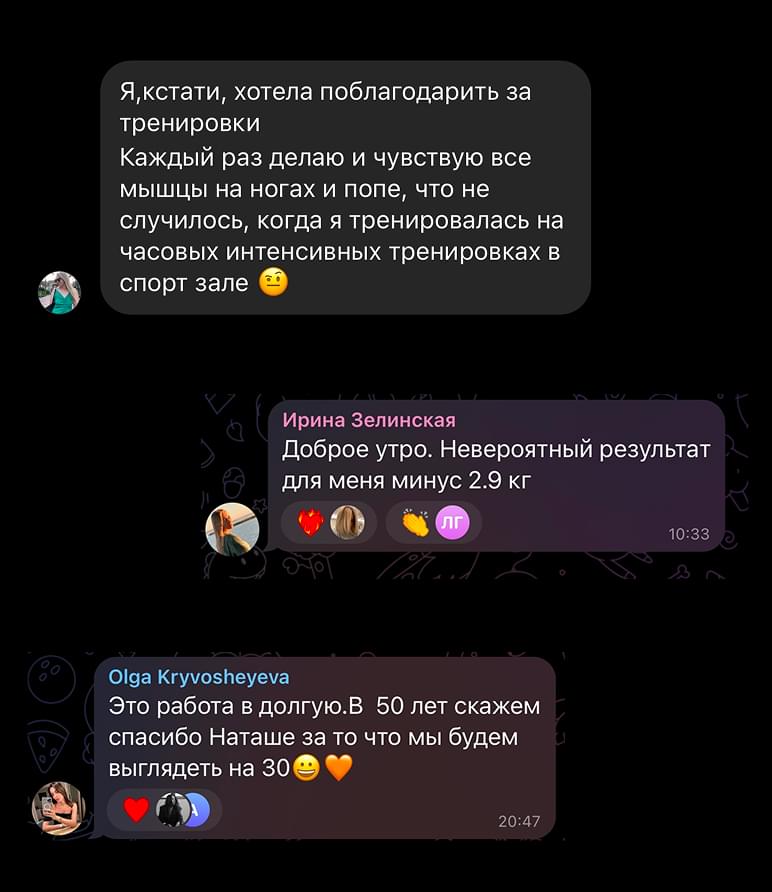 Я,кстати, хотела поблагодарить за
тренировки
Каждый раз делаю и чувствую все
мышцы на ногах и попе, что не
случилось, когда я тренировалась на
часовых интенсивных тренировках в
спорт зале 🤨
Ирина Зелинская
Доброе утро. Невероятный результат
для меня минус 2.9 кг
ЛГ
10:33
Olga Kryvosheyeva
Это работа в долгую.В  50 лет скажем
спасибо Наташе за то что мы будем
выглядеть на 30😀🧡
A
20:47